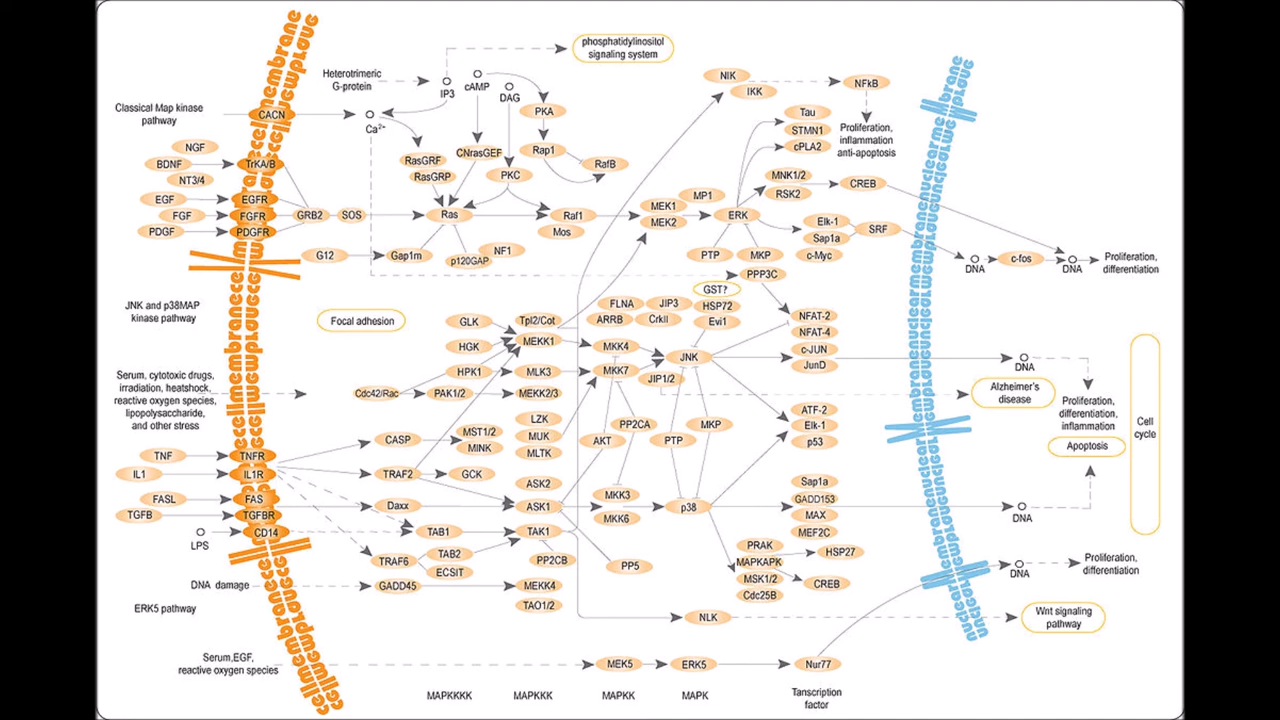 phosphatidylinositol
signaling system
Heterotrimeric
G-protein
IP3
cAMP
DAG
PKA
NIK
IKK
NFkB
Classical Map kinase
pathway
CACN
Ca2+
Tau
STMN1
cPLA2
Proliferation,
inflammation
anti-apoptosis
NGF
BDNF
NT3/4
TrKA/B
RasGRF
RasGRP
CNrasGEF
Rap1
RafB
PKC
MNK1/2
RSK2
CREB
EGF
FGF
PDGF
EGFR
FGFR
PDGFR
GRB2
SOS
Ras
Raf1
Mos
MEK1
MEK2
MP1
ERK
Elk-1
Sap1a
c-Myc
SRF
G12
Gap1m
p120GAP
NF1
PTP
MKP
PPP3C
DNA
c-fos
DNA
Proliferation,
differentiation
JNK and p38MAP
kinase pathway
Focal adhesion
GST?
FLNA
JIP3
HSP72
ARRB
CrkII
Evi1
NFAT-2
NFAT-4
c-JUN
JunD
GLK
HGK
HPK1
Tpl2/Cot
MEKK1
MLK3
MEKK2/3
MKK4
MKK7
JNK
JIP1/2
DNA
Alzheimer's
disease
Proliferation,
differentiation,
inflammation
Apoptosis
Cell
cycle
Serum, cytotoxic drugs,
irradiation, heatshock,
reactive oxygen species,
lipopolysaccharide,
and other stress
Cdc42/Rac
PAK1/2
LZK
MUK
MLTK
PP2CA
AKT
PTP
MKP
ATF-2
Elk-1
p53
CASP
MST1/2
MINK
TNF
IL1
FASL
TGFB
LPS
TNFR
IL1R
FAS
TGFBR
CD14
TRAF2
GCK
Daxx
ASK2
ASK1
MKK3
MKK6
p38
Sap1a
GADD153
MAX
MEF2C
DNA
TAB1
TAK1
TRAF6
TAB2
ECSIT
PP2CB
PP5
PRAK
MAPKAPK
MSK1/2
Cdc25B
HSP27
CREB
DNA
Proliferation,
differentiation
DNA damage
GADD45
MEKK4
TAO1/2
ERK5 pathway
NLK
Wnt signaling
pathway
Serum,EGF,
reactive oxygen species
MEK5
ERK5
Nur77
MAPKKKK
MAPKKK
MAPKK
MAPK
Tanscription
factor